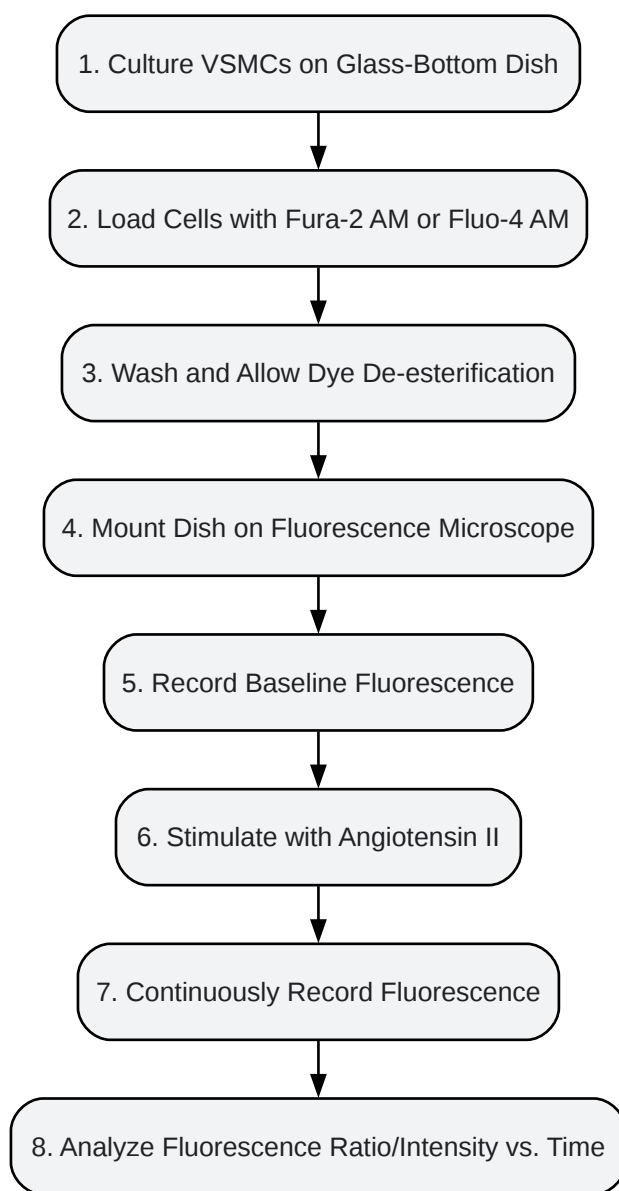 1. Culture VSMCs on Glass-Bottom Dish
2. Load Cells with Fura-2 AM or Fluo-4 AM
3. Wash and Allow Dye De-esterification
4. Mount Dish on Fluorescence Microscope
5. Record Baseline Fluorescence
6. Stimulate with Angiotensin II
7. Continuously Record Fluorescence
8. Analyze Fluorescence Ratio/Intensity vs. Time